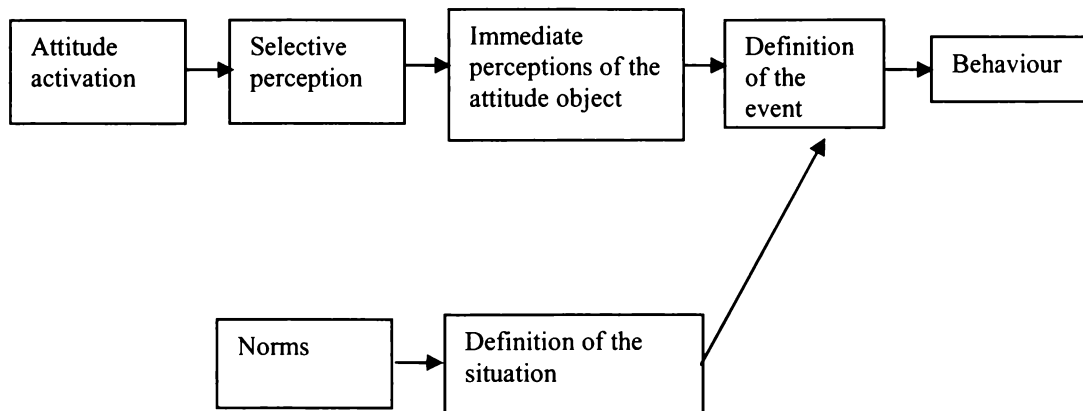 Attitude
activation
Selective
perception
Immediate
perceptions of the
attitude object
Definition
of the
event
Behaviour
Norms
Definition of the
situation